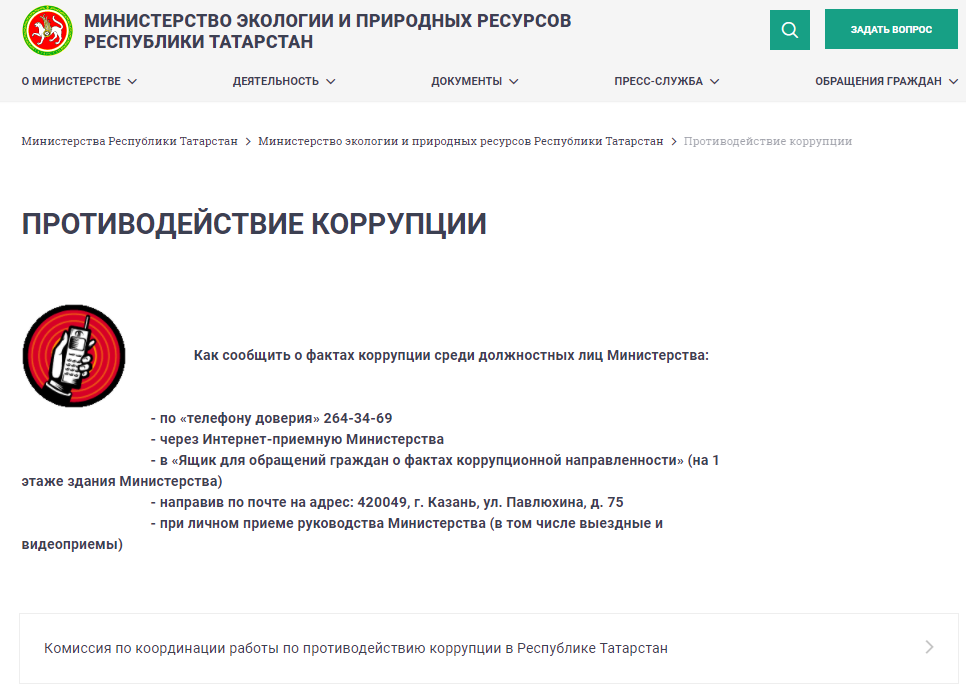 МИНИСТЕРСТВО ЭКОЛОГИИ И ПРИРОДНЫХ РЕСУРСОВ
РЕСПУБЛИКИ ТАТАРСТАН
ЗАДАТЬ ВОПРОС
О МИНИСТЕРСТВЕ
ДЕЯТЕЛЬНОСТЬ
ДОКУМЕНТЫ
ПРЕСС-СЛУЖБА
ОБРАЩЕНИЯ ГРАЖДАН
Министерства Республики Татарстан > Министерство экологии и природных ресурсов Республики Татарстан > Противодействие коррупции
ПРОТИВОДЕЙСТВИЕ КОРРУПЦИИ
Как сообщить о фактах коррупции среди должностных лиц Министерства:
- по «телефону доверия» 264-34-69
- через Интернет-приемную Министерства
- в «Ящик для обращений граждан о фактах коррупционной направленности» (на 1
этаже здания Министерства)
- направив по почте на адрес: 420049, г. Казань, ул. Павлюхина, д. 75
- при личном приеме руководства Министерства (в том числе выездные и
видеоприемы)
Комиссия по координации работы по противодействию коррупции в Республике Татарстан